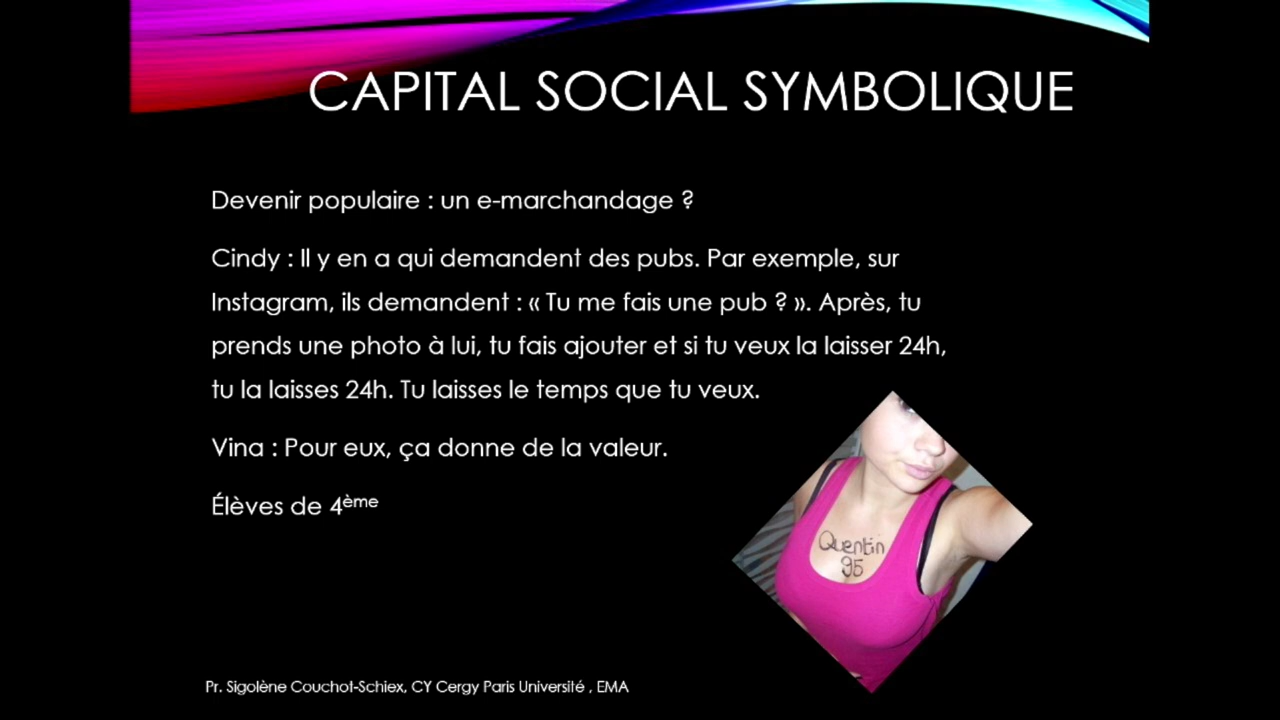 CAPITAL SOCIAL SYMBOLIQUE
Devenir populaire : un e-marchandage ?
Cindy : Il y en a qui demandent des pubs. Par exemple, sur
Instagram, ils demandent : « Tu me fais une pub ? ». Après, tu
prends une photo à lui, tu fais ajouter et si tu veux la laisser 24h,
tu la laisses 24h. Tu laisses le temps que tu veux.
Vina : Pour eux, ça donne de la valeur.
Élèves de 4ème
Quentin
95
Pr. Sigolène Couchot-Schiex, CY Cergy Paris Université , EMA